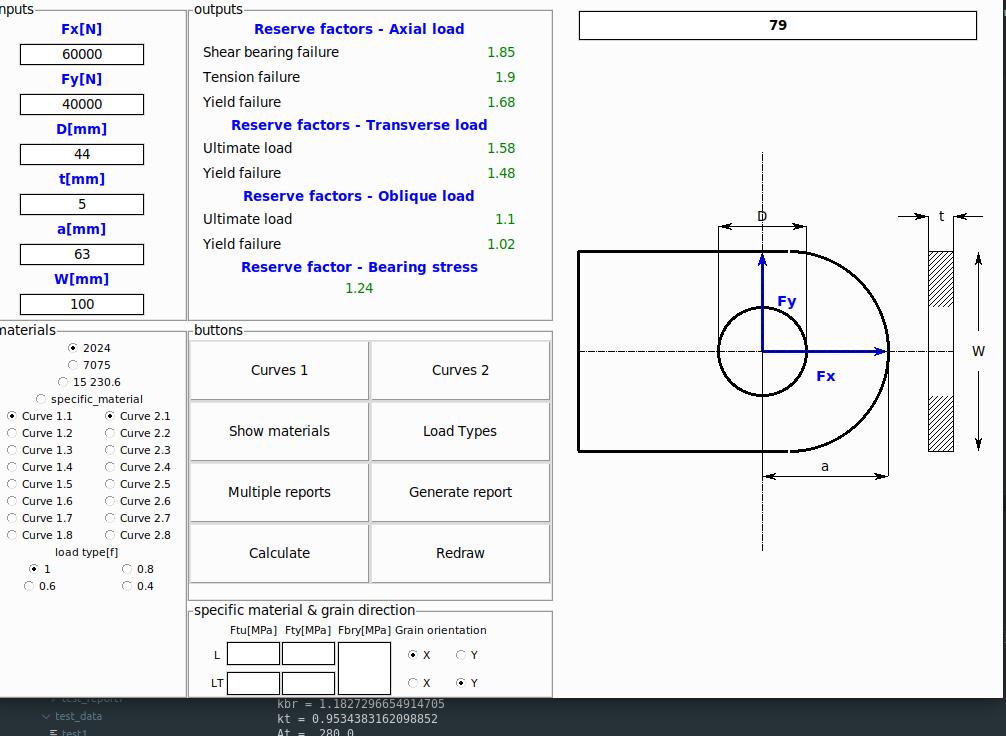 nputs
Fx[N]
60000
Fy[N]
40000
D[mm]
44
t[mm]
5
a[mm]
63
W[mm]
100
outputs
Reserve factors - Axial load
Shear bearing failure 1.85
Tension failure 1.9
Yield failure 1.68
Reserve factors - Transverse load
Ultimate load 1.58
Yield failure 1.48
Reserve factors - Oblique load
Ultimate load 1.1
Yield failure 1.02
Reserve factor - Bearing stress
1.24
79
D
t
Fy
W
Fx
a
materials
2024
7075
15 230.6
specific_material
Curve 1.1 Curve 2.1
Curve 1.2 Curve 2.2
Curve 1.3 Curve 2.3
Curve 1.4 Curve 2.4
Curve 1.5 Curve 2.5
Curve 1.6 Curve 2.6
Curve 1.7 Curve 2.7
Curve 1.8 Curve 2.8
load type[f]
1 0.8
0.6 0.4
buttons
Curves 1 Curves 2
Show materials Load Types
Multiple reports Generate report
Calculate Redraw
specific material & grain direction
Ftu[MPa] Fty[MPa] Fbry[MPa] Grain orientation
L X Y
LT X Y
test_data
test1
kbr = 1.1827296654914705
kt = 0.9534383162098852
At = 280.0